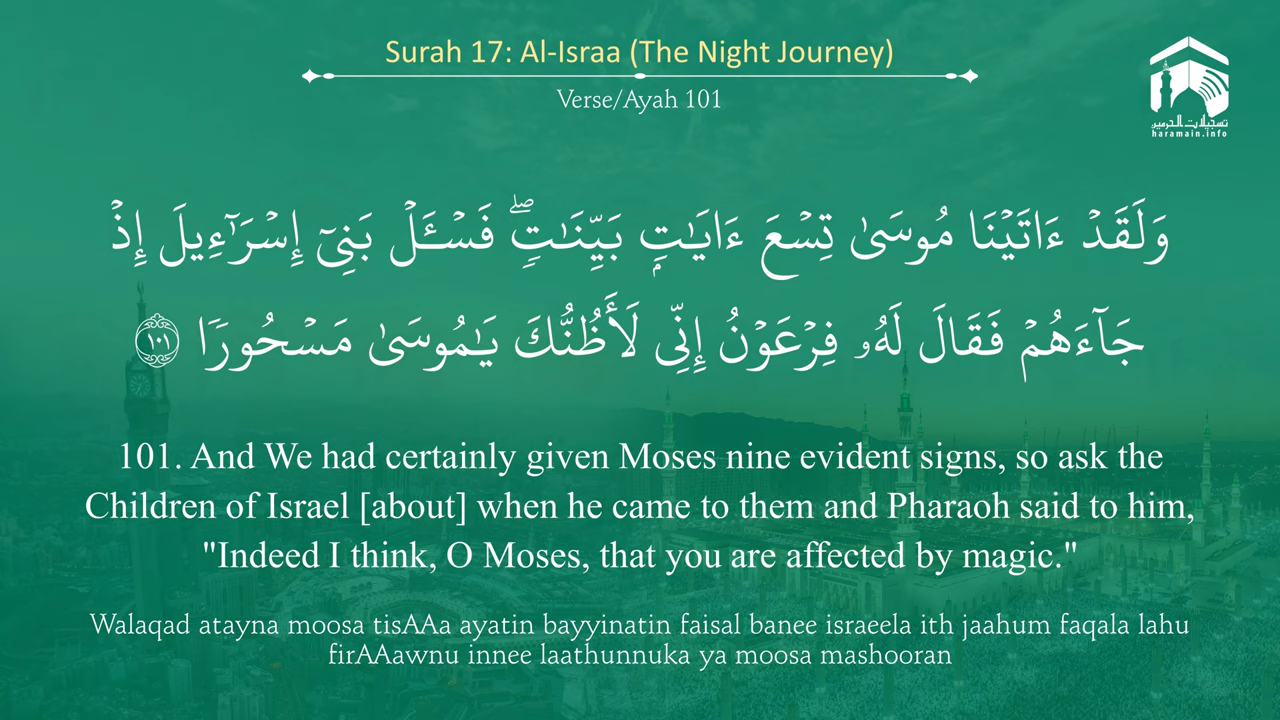 Surah 17: Al-Israa (The Night Journey)
Verse/Ayah 101
تسجيلات الحرمين
haramain.info
وَلَقَدۡ ءَاتَيۡنَا مُوسَىٰ تِسۡعَ ءَايَٰتِۭ بَيِّنَٰتٖۖ فَسۡـَٔلۡ بَنِيٓ إِسۡرَٰٓءِيلَ إِذۡ
جَآءَهُمۡ فَقَالَ لَهُۥ فِرۡعَوۡنُ إِنِّي لَأَظُنُّكَ يَٰمُوسَىٰ مَسۡحُورٗا ١٠١
101. And We had certainly given Moses nine evident signs, so ask the
Children of Israel [about] when he came to them and Pharaoh said to him,
"Indeed I think, O Moses, that you are affected by magic."
Walaqad atayna moosa tisAAa ayatin bayyinatin faisal banee israeela ith jaahum faqala lahu
firAAawnu innee laathunnuka ya moosa mashooran